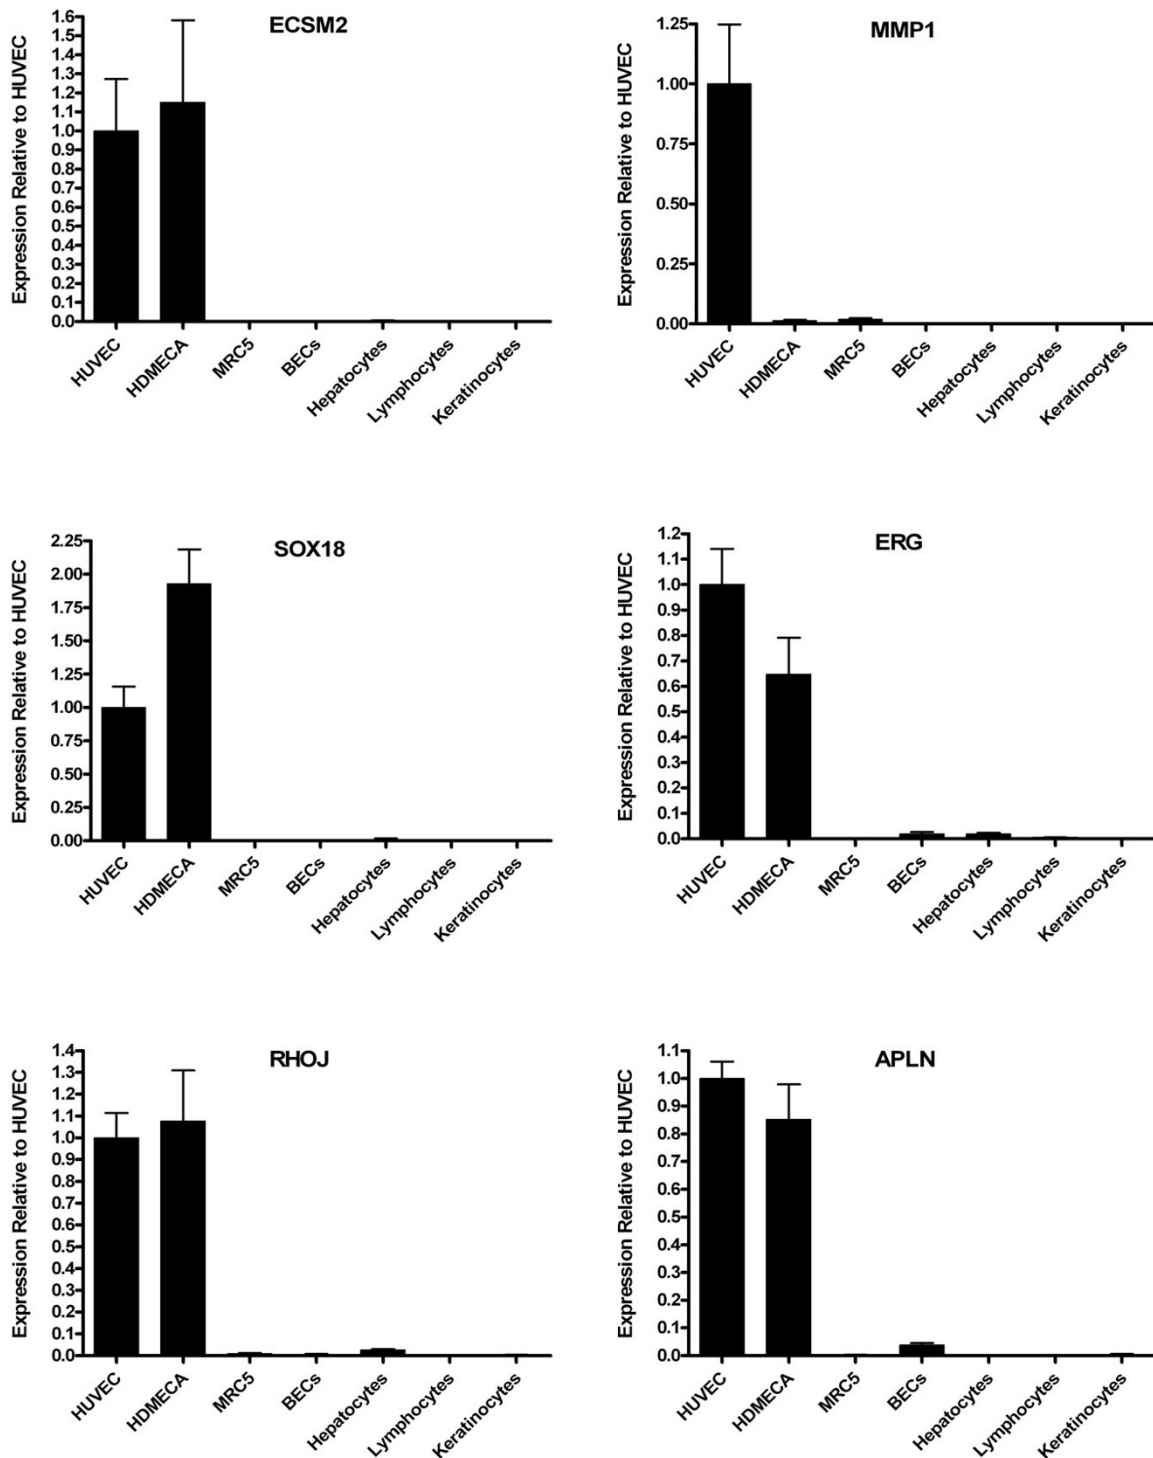 ECSM2
Expression Relative to HUVEC
1.6
1.5
1.4
1.3
1.2
1.1
1.0
0.9
0.8
0.7
0.6
0.5
0.4
0.3
0.2
0.1
0.0
HUVEC
HDMECA
MRC5
BECs
Hepatocytes
Lymphocytes
Keratinocytes
MMP1
Expression Relative to HUVEC
1.25
1.00
0.75
0.50
0.25
0.00
HUVEC
HDMECA
MRC5
BECs
Hepatocytes
Lymphocytes
Keratinocytes
SOX18
Expression Relative to HUVEC
2.25
2.00
1.75
1.50
1.25
1.00
0.75
0.50
0.25
0.00
HUVEC
HDMECA
MRC5
BECs
Hepatocytes
Lymphocytes
Keratinocytes
ERG
Expression Relative to HUVEC
1.2
1.1
1.0
0.9
0.8
0.7
0.6
0.5
0.4
0.3
0.2
0.1
0.0
HUVEC
HDMECA
MRC5
BECs
Hepatocytes
Lymphocytes
Keratinocytes
RHOJ
Expression Relative to HUVEC
1.4
1.3
1.2
1.1
1.0
0.9
0.8
0.7
0.6
0.5
0.4
0.3
0.2
0.1
0.0
HUVEC
HDMECA
MRC5
BECs
Hepatocytes
Lymphocytes
Keratinocytes
APLN
Expression Relative to HUVEC
1.1
1.0
0.9
0.8
0.7
0.6
0.5
0.4
0.3
0.2
0.1
0.0
HUVEC
HDMECA
MRC5
BECs
Hepatocytes
Lymphocytes
Keratinocytes